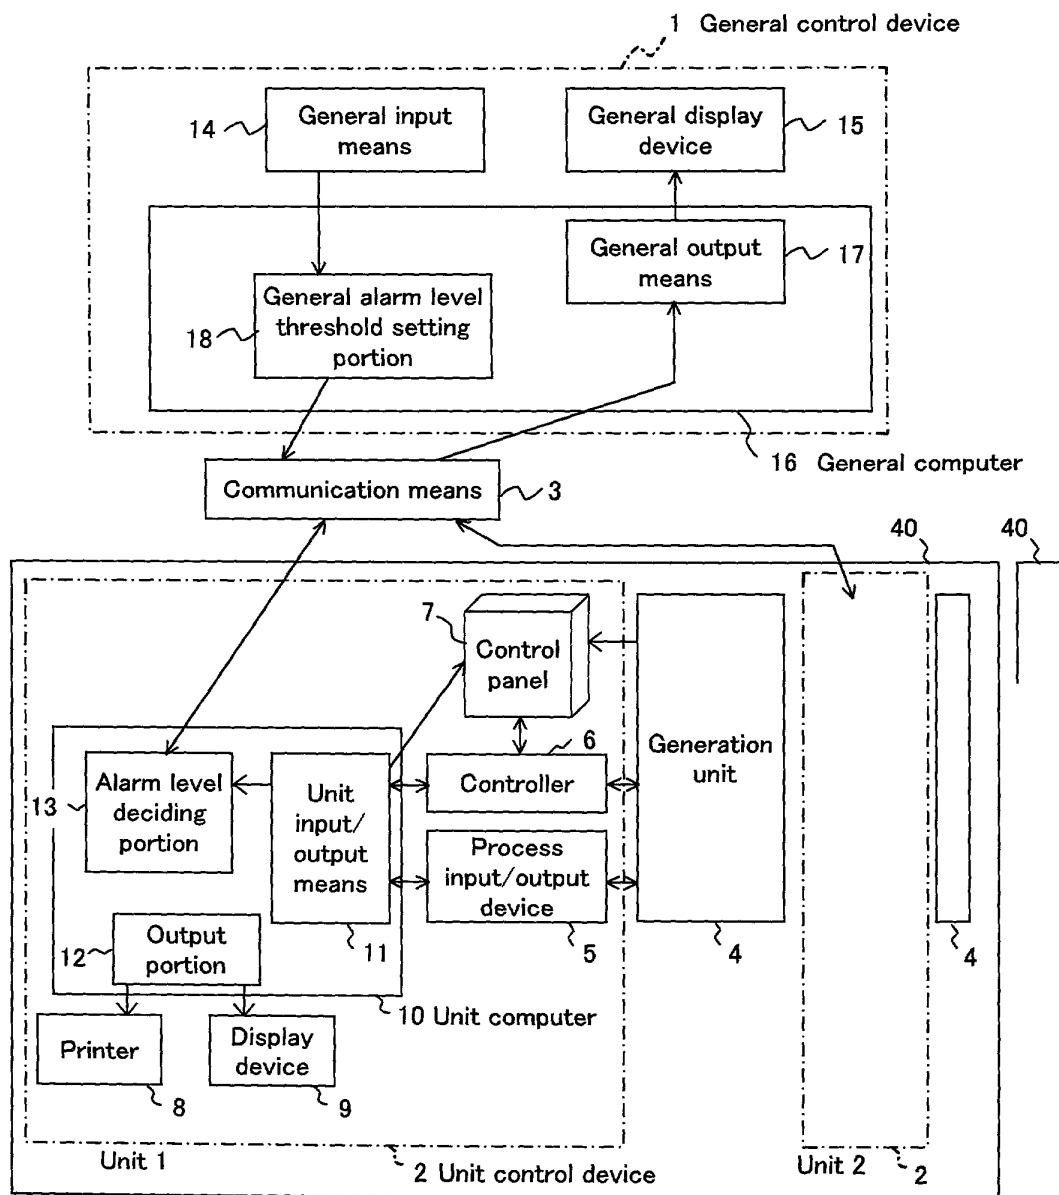 1 General control device
14
General input
means
General display
device
15
General output
means
17
18
General alarm level
threshold setting
portion
16 General computer
Communication means
3
40
40
7
Control
panel
6
Controller
Generation
unit
13
Alarm level
deciding
portion
Unit
input/
output
means
Process
input/output
device
12
Output
portion
11
5
4
4
10 Unit computer
Printer
Display
device
8
9
Unit 1
2 Unit control device
Unit 2
2